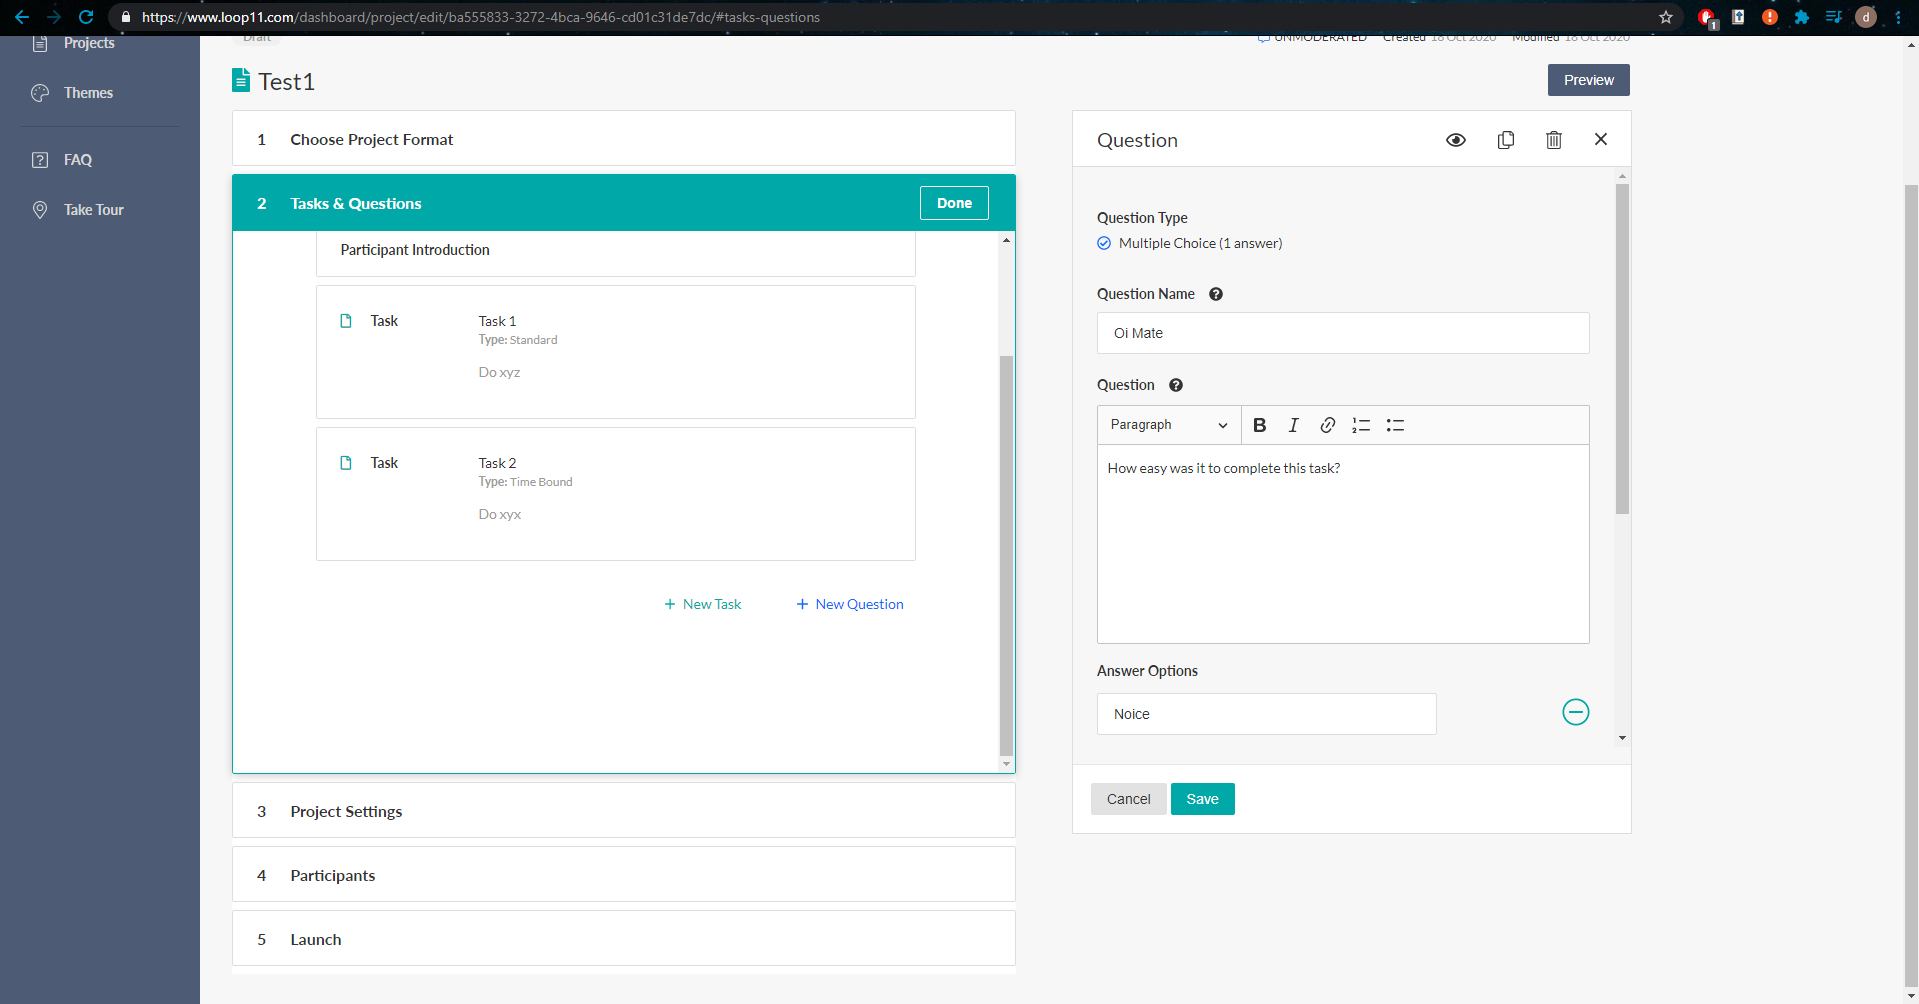 https://www.loop11.com/dashboard/project/edit/ba555833-3272-4bca-9646-cd01c31de7dc/#tasks-questions
1
d
Projects
Themes
FAQ
Take Tour
Draft
UNMODERATED Created 18 Oct 2020 Modified 18 Oct 2020
Test1
Preview
1 Choose Project Format
2 Tasks & Questions
Done
Participant Introduction
Task
Task 1
Type: Standard
Do xyz
Task
Task 2
Type: Time Bound
Do xyx
+ New Task
+ New Question
3 Project Settings
4 Participants
5 Launch
Question
Question Type
Multiple Choice (1 answer)
Question Name ?
Oi Mate
Question ?
Paragraph
B I
How easy was it to complete this task?
Answer Options
Noice
Cancel
Save